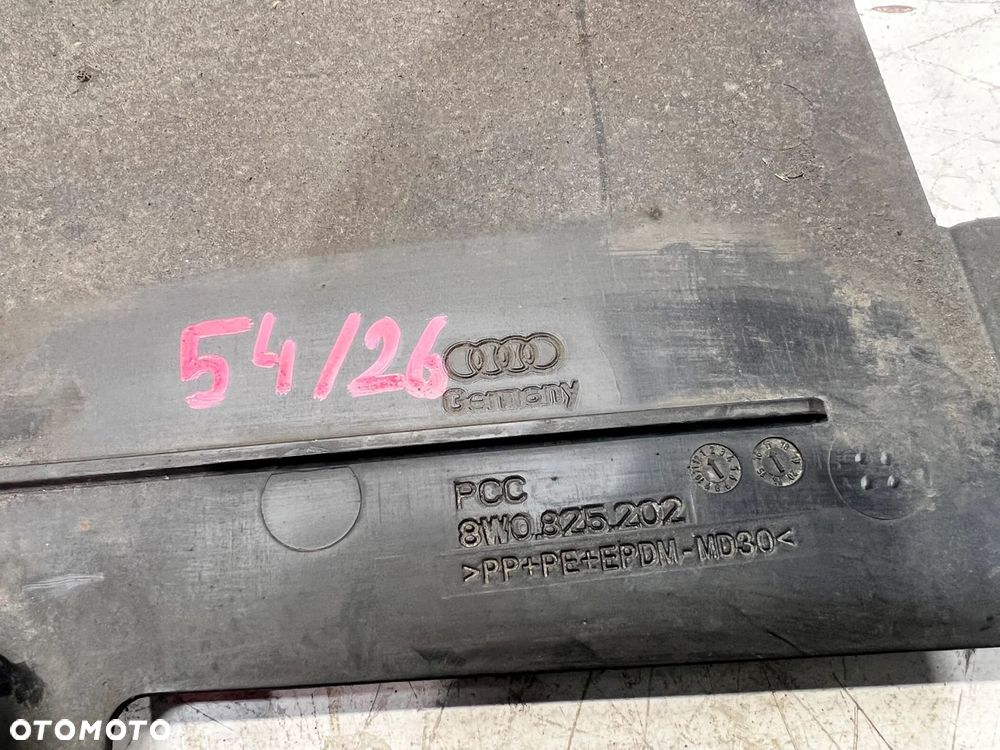 54/26
Germany
PCC
8W0.825.202
>PP+PE+EPDM-MD30<
OTOMOTO